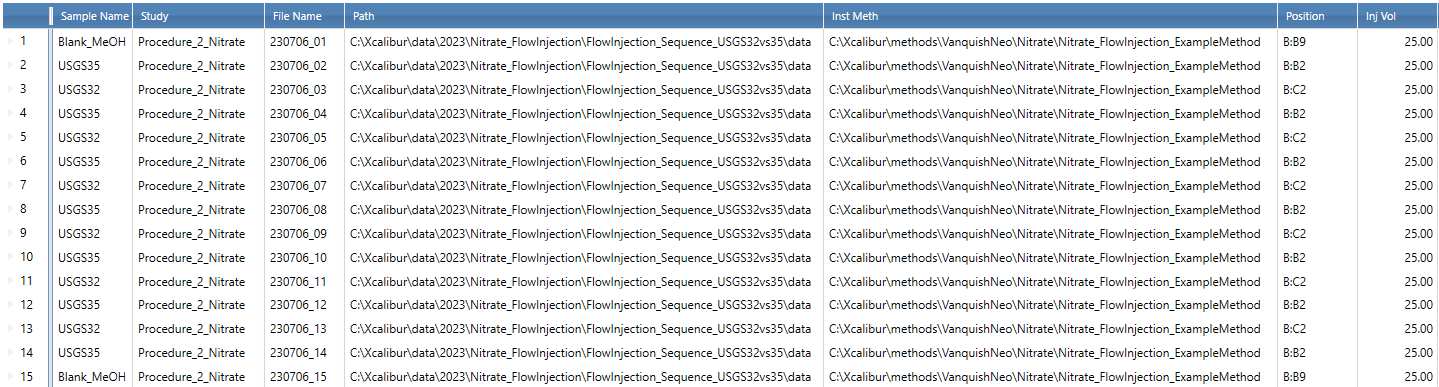 Sample Name Study File Name Path Inst Meth Position Inj Vol
1 Blank_MeOH Procedure_2_Nitrate 230706_01 C:\Xcalibur\data\2023\Nitrate_FlowInjection\FlowInjection_Sequence_USGS32vs35\data C:\Xcalibur\methods\VanquishNeo\Nitrate\Nitrate_FlowInjection_ExampleMethod B:B9 25.00
2 USGS35 Procedure_2_Nitrate 230706_02 C:\Xcalibur\data\2023\Nitrate_FlowInjection\FlowInjection_Sequence_USGS32vs35\data C:\Xcalibur\methods\VanquishNeo\Nitrate\Nitrate_FlowInjection_ExampleMethod B:B2 25.00
3 USGS32 Procedure_2_Nitrate 230706_03 C:\Xcalibur\data\2023\Nitrate_FlowInjection\FlowInjection_Sequence_USGS32vs35\data C:\Xcalibur\methods\VanquishNeo\Nitrate\Nitrate_FlowInjection_ExampleMethod B:C2 25.00
4 USGS35 Procedure_2_Nitrate 230706_04 C:\Xcalibur\data\2023\Nitrate_FlowInjection\FlowInjection_Sequence_USGS32vs35\data C:\Xcalibur\methods\VanquishNeo\Nitrate\Nitrate_FlowInjection_ExampleMethod B:B2 25.00
5 USGS32 Procedure_2_Nitrate 230706_05 C:\Xcalibur\data\2023\Nitrate_FlowInjection\FlowInjection_Sequence_USGS32vs35\data C:\Xcalibur\methods\VanquishNeo\Nitrate\Nitrate_FlowInjection_ExampleMethod B:C2 25.00
6 USGS35 Procedure_2_Nitrate 230706_06 C:\Xcalibur\data\2023\Nitrate_FlowInjection\FlowInjection_Sequence_USGS32vs35\data C:\Xcalibur\methods\VanquishNeo\Nitrate\Nitrate_FlowInjection_ExampleMethod B:B2 25.00
7 USGS32 Procedure_2_Nitrate 230706_07 C:\Xcalibur\data\2023\Nitrate_FlowInjection\FlowInjection_Sequence_USGS32vs35\data C:\Xcalibur\methods\VanquishNeo\Nitrate\Nitrate_FlowInjection_ExampleMethod B:C2 25.00
8 USGS35 Procedure_2_Nitrate 230706_08 C:\Xcalibur\data\2023\Nitrate_FlowInjection\FlowInjection_Sequence_USGS32vs35\data C:\Xcalibur\methods\VanquishNeo\Nitrate\Nitrate_FlowInjection_ExampleMethod B:B2 25.00
9 USGS32 Procedure_2_Nitrate 230706_09 C:\Xcalibur\data\2023\Nitrate_FlowInjection\FlowInjection_Sequence_USGS32vs35\data C:\Xcalibur\methods\VanquishNeo\Nitrate\Nitrate_FlowInjection_ExampleMethod B:C2 25.00
10 USGS35 Procedure_2_Nitrate 230706_10 C:\Xcalibur\data\2023\Nitrate_FlowInjection\FlowInjection_Sequence_USGS32vs35\data C:\Xcalibur\methods\VanquishNeo\Nitrate\Nitrate_FlowInjection_ExampleMethod B:B2 25.00
11 USGS32 Procedure_2_Nitrate 230706_11 C:\Xcalibur\data\2023\Nitrate_FlowInjection\FlowInjection_Sequence_USGS32vs35\data C:\Xcalibur\methods\VanquishNeo\Nitrate\Nitrate_FlowInjection_ExampleMethod B:C2 25.00
12 USGS35 Procedure_2_Nitrate 230706_12 C:\Xcalibur\data\2023\Nitrate_FlowInjection\FlowInjection_Sequence_USGS32vs35\data C:\Xcalibur\methods\VanquishNeo\Nitrate\Nitrate_FlowInjection_ExampleMethod B:B2 25.00
13 USGS32 Procedure_2_Nitrate 230706_13 C:\Xcalibur\data\2023\Nitrate_FlowInjection\FlowInjection_Sequence_USGS32vs35\data C:\Xcalibur\methods\VanquishNeo\Nitrate\Nitrate_FlowInjection_ExampleMethod B:C2 25.00
14 USGS35 Procedure_2_Nitrate 230706_14 C:\Xcalibur\data\2023\Nitrate_FlowInjection\FlowInjection_Sequence_USGS32vs35\data C:\Xcalibur\methods\VanquishNeo\Nitrate\Nitrate_FlowInjection_ExampleMethod B:B2 25.00
15 Blank_MeOH Procedure_2_Nitrate 230706_15 C:\Xcalibur\data\2023\Nitrate_FlowInjection\FlowInjection_Sequence_USGS32vs35\data C:\Xcalibur\methods\VanquishNeo\Nitrate\Nitrate_FlowInjection_ExampleMethod B:B9 25.00